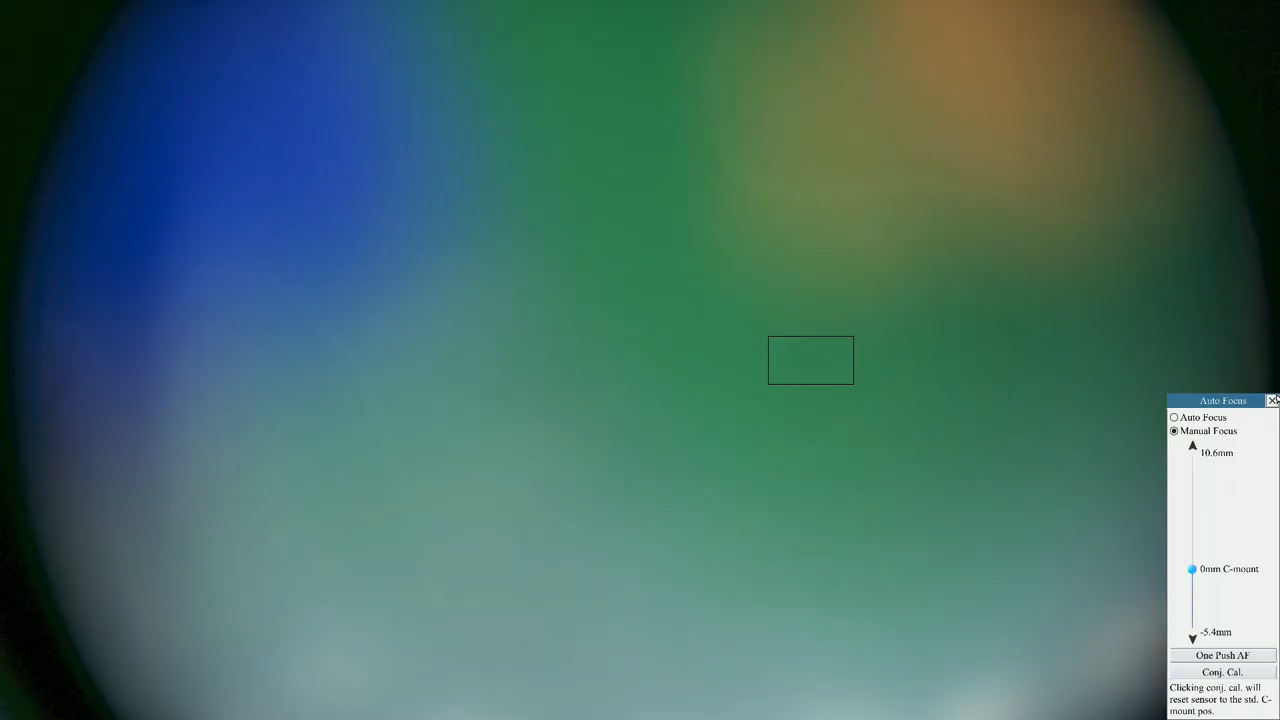 Auto Focus
Auto Focus
Manual Focus
10.6mm
0mm C-mount
-5.4mm
One Push AF
Conj. Cal.
Clicking conj. cal. will
reset sensor to the std. C-
mount pos.